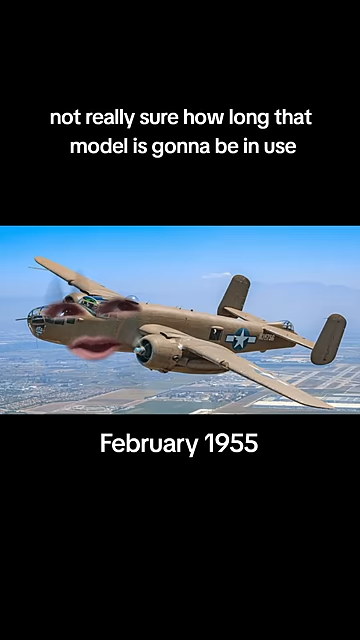 not really sure how long that
model is gonna be in use
February 1955